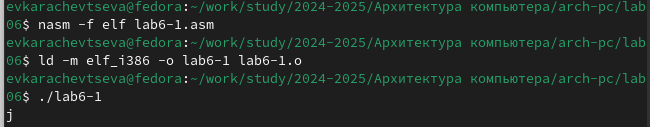 evkarachevtseva@fedora:~/work/study/2024-2025/Архитектура компьютера/arch-pc/lab
06$ nasm -f elf lab6-1.asm
evkarachevtseva@fedora:~/work/study/2024-2025/Архитектура компьютера/arch-pc/lab
06$ ld -m elf_i386 -o lab6-1 lab6-1.o
evkarachevtseva@fedora:~/work/study/2024-2025/Архитектура компьютера/arch-pc/lab
06$ ./lab6-1
j